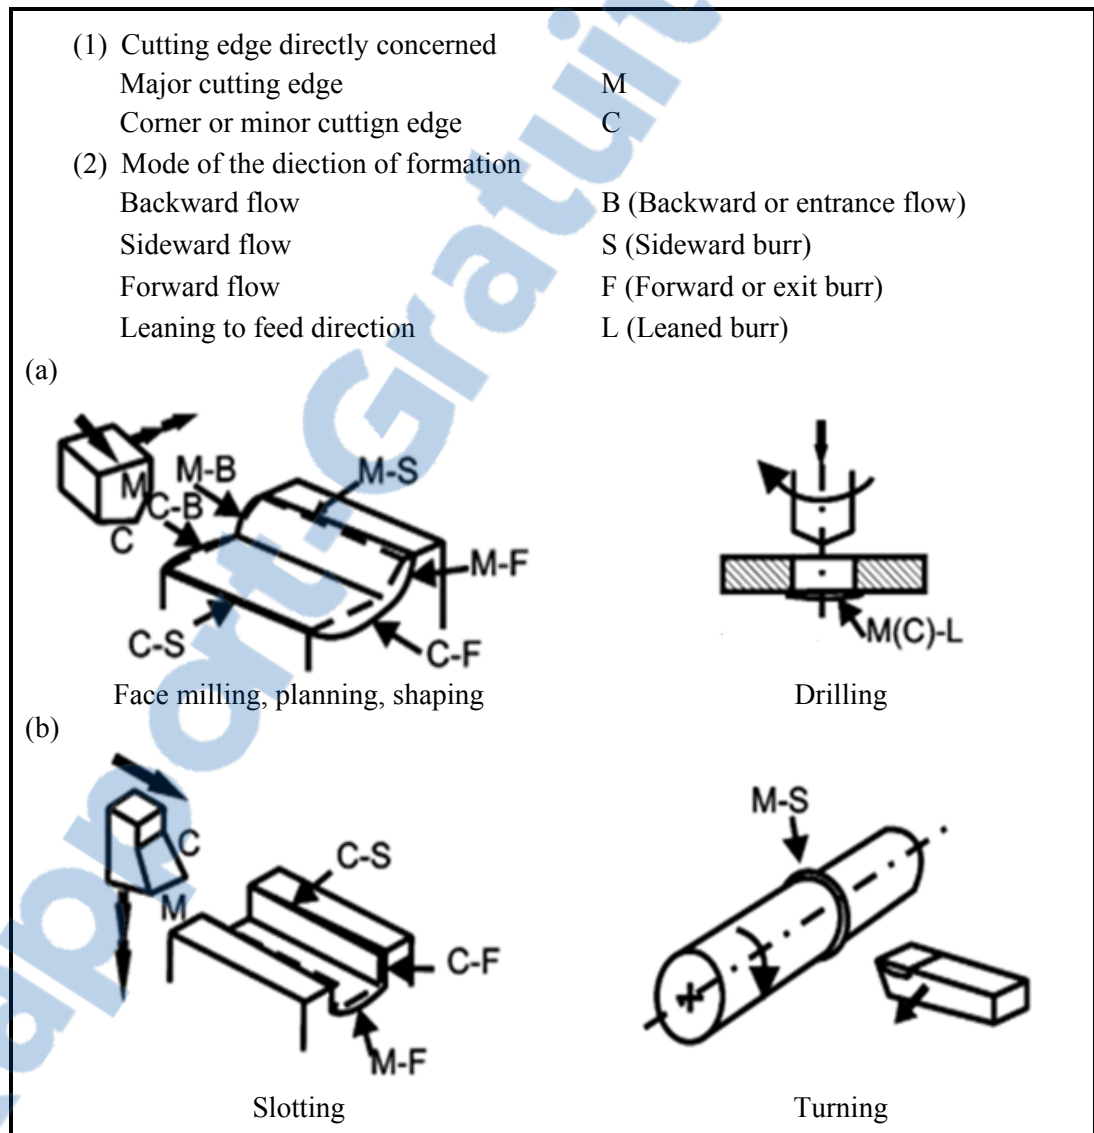 (1) Cutting edge directly concerned
Major cutting edge M
Corner or minor cuttign edge C
(2) Mode of the diection of formation
Backward flow B (Backward or entrance flow)
Sideward flow S (Sideward burr)
Forward flow F (Forward or exit burr)
Leaning to feed direction L (Leaned burr)
(a)
M-B
M-S
M
C-B
C
M-F
C-S
C-F
M(C)-L
Face milling, planning, shaping
Drilling
(b)
M-S
C
C-S
M
C-F
M-F
Slotting
Turning